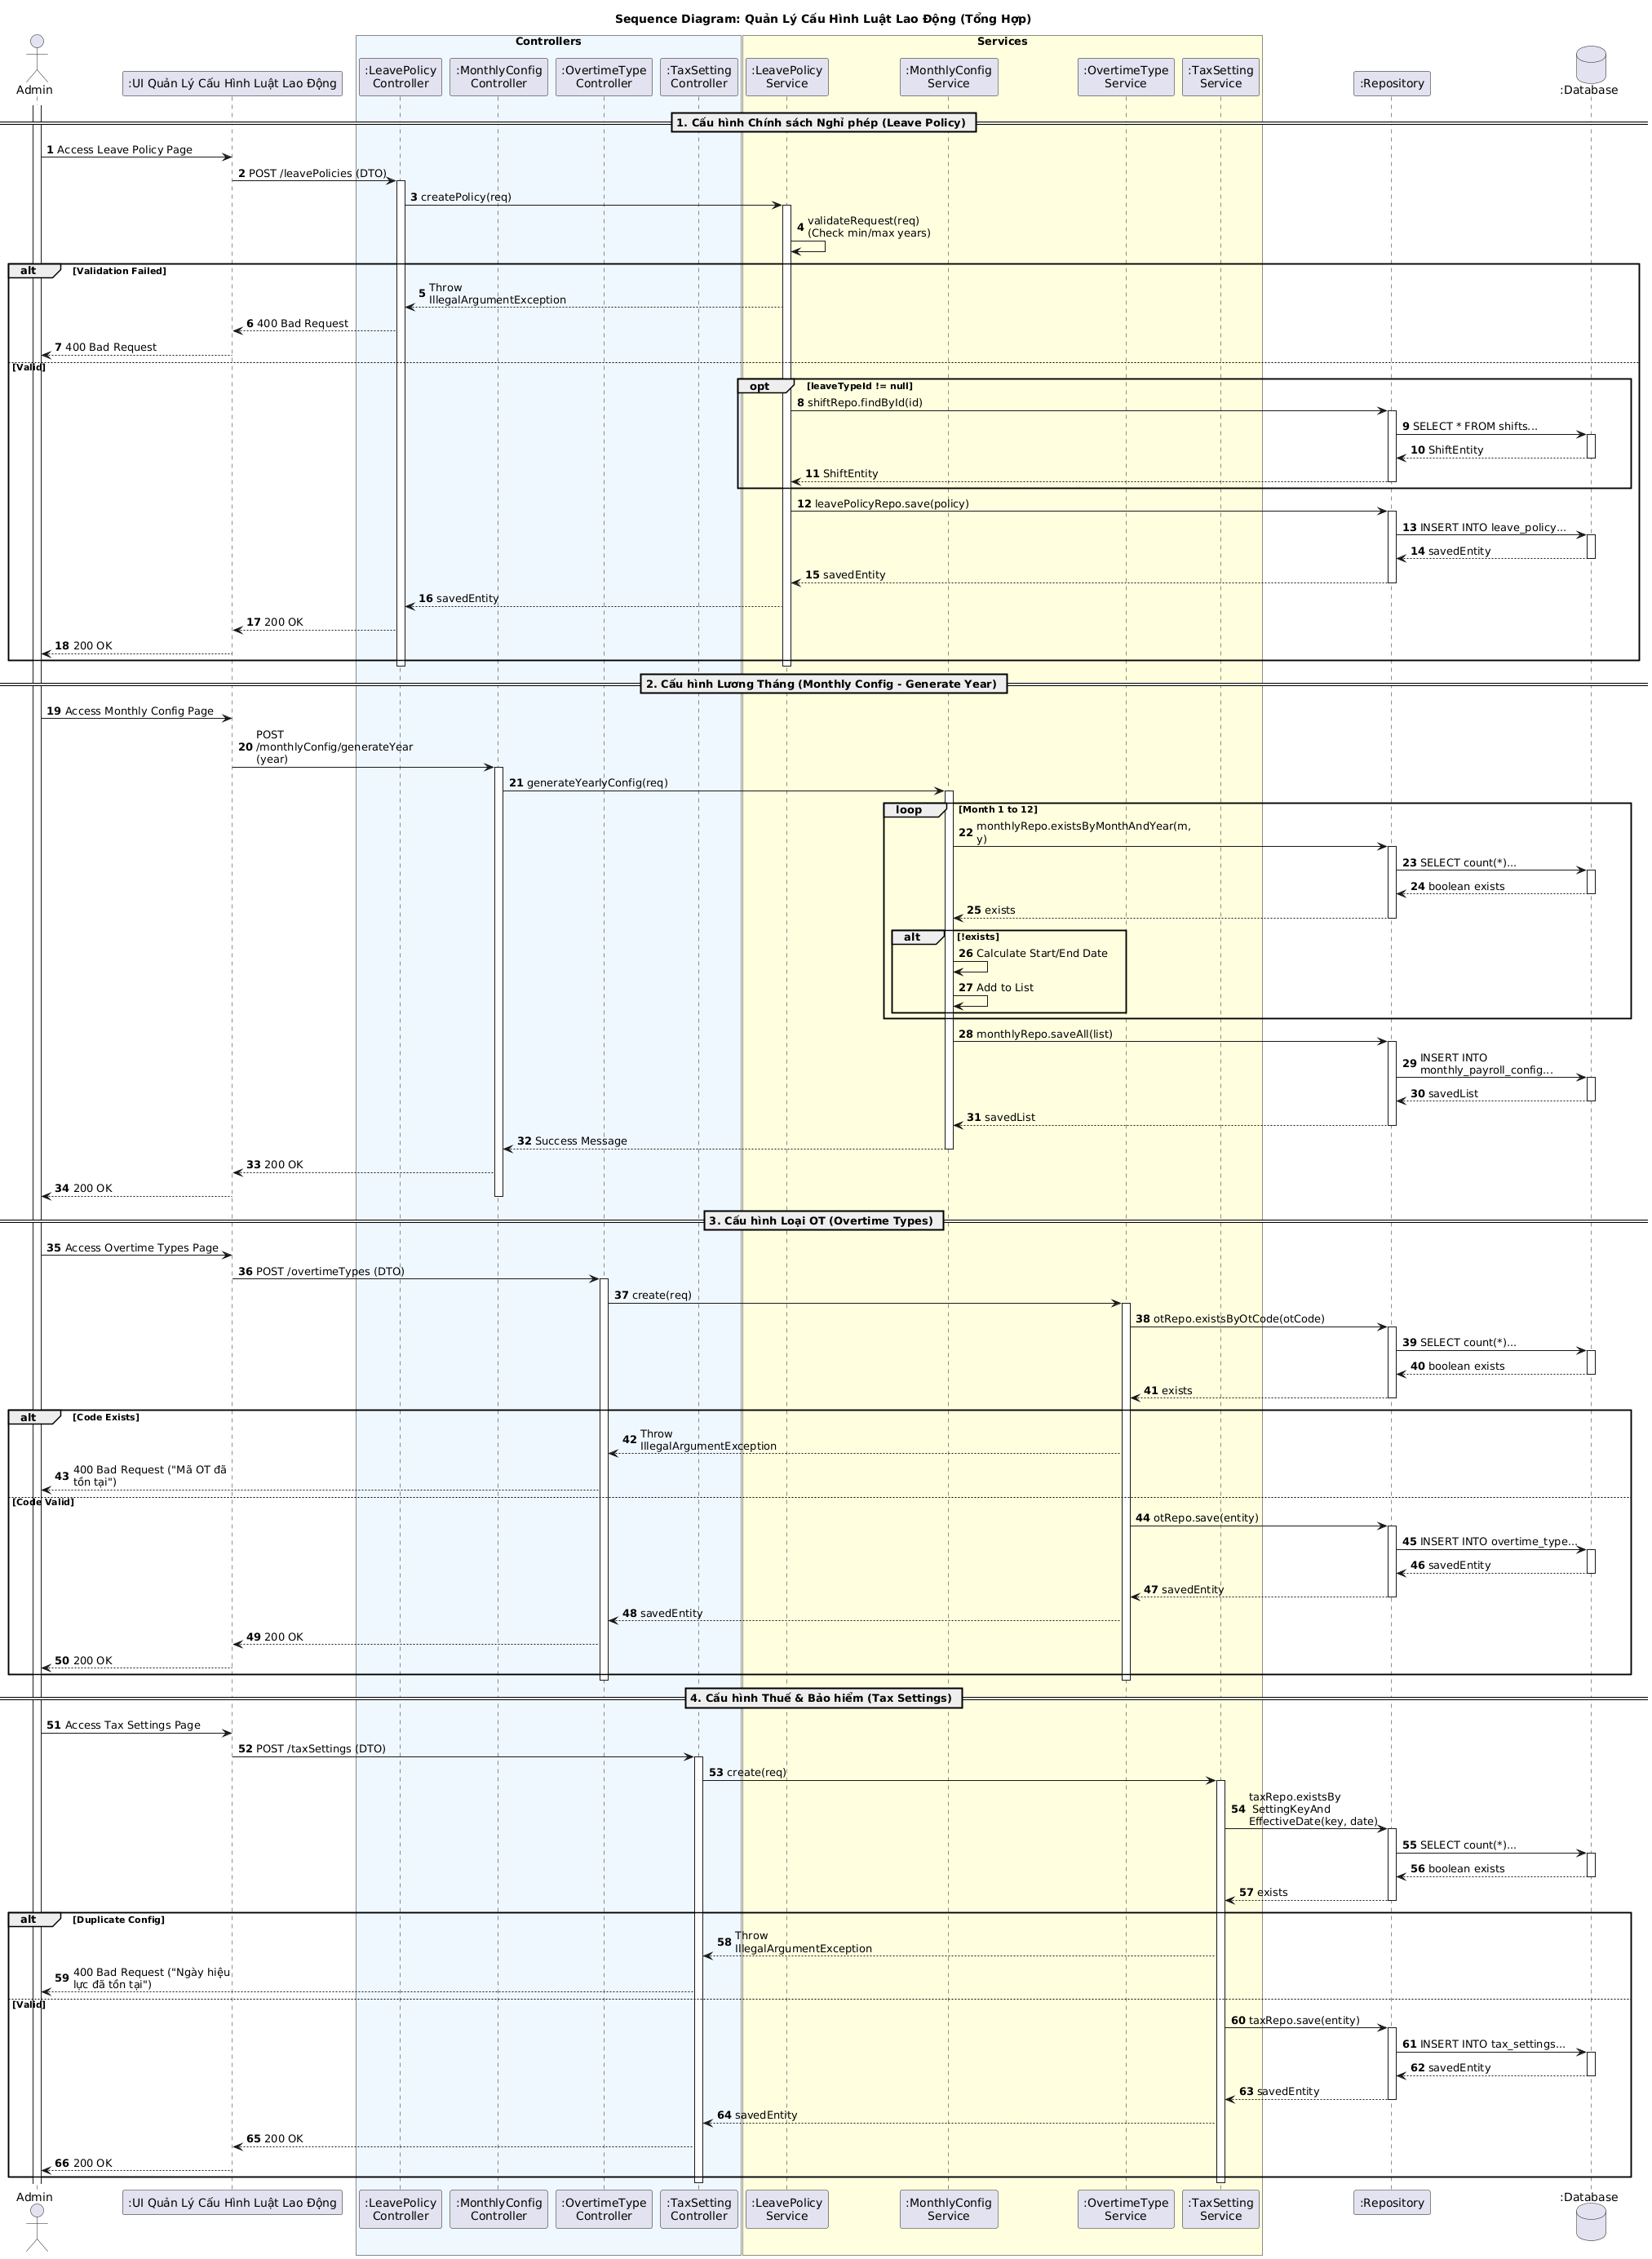 Sequence Diagram: Quản Lý Cấu Hình Luật Lao Động (Tổng Hợp)
Controllers
Services
Admin
:UI Quản Lý Cấu Hình Luật Lao Động
:LeavePolicy
Controller
:MonthlyConfig
Controller
:OvertimeType
Controller
:TaxSetting
Controller
:LeavePolicy
Service
:MonthlyConfig
Service
:OvertimeType
Service
:TaxSetting
Service
:Repository
:Database
1. Cấu hình Chính sách Nghỉ phép (Leave Policy)
1 Access Leave Policy Page
2 POST /leavePolicies (DTO)
3 createPolicy(req)
4 validateRequest(req)
(Check min/max years)
alt [Validation Failed]
5 Throw
IllegalArgumentException
6 400 Bad Request
7 400 Bad Request
[Valid]
opt [leaveTypeId != null]
8 shiftRepo.findById(id)
9 SELECT * FROM shifts...
10 ShiftEntity
11 ShiftEntity
12 leavePolicyRepo.save(policy)
13 INSERT INTO leave_policy...
14 savedEntity
15 savedEntity
16 savedEntity
17 200 OK
18 200 OK
2. Cấu hình Lương Tháng (Monthly Config - Generate Year)
19 Access Monthly Config Page
20 POST
/monthlyConfig/generateYear
(year)
21 generateYearlyConfig(req)
loop [Month 1 to 12]
22 monthlyRepo.existsByMonthAndYear(m,
y)
23 SELECT count(*)...
24 boolean exists
25 exists
alt [!exists]
26 Calculate Start/End Date
27 Add to List
28 monthlyRepo.saveAll(list)
29 INSERT INTO
monthly_payroll_config...
30 savedList
31 savedList
32 Success Message
33 200 OK
34 200 OK
3. Cấu hình Loại OT (Overtime Types)
35 Access Overtime Types Page
36 POST /overtimeTypes (DTO)
37 create(req)
38 otRepo.existsByOtCode(otCode)
39 SELECT count(*)...
40 boolean exists
41 exists
alt [Code Exists]
42 Throw
IllegalArgumentException
43 400 Bad Request ("Mã OT đã
tồn tại")
[Code Valid]
44 otRepo.save(entity)
45 INSERT INTO overtime_type...
46 savedEntity
47 savedEntity
48 savedEntity
49 200 OK
50 200 OK
4. Cấu hình Thuế & Bảo hiểm (Tax Settings)
51 Access Tax Settings Page
52 POST /taxSettings (DTO)
53 create(req)
54 taxRepo.existsBy
SettingKeyAnd
EffectiveDate(key, date)
55 SELECT count(*)...
56 boolean exists
57 exists
alt [Duplicate Config]
58 Throw
IllegalArgumentException
59 400 Bad Request ("Ngày hiệu
lực đã tồn tại")
[Valid]
60 taxRepo.save(entity)
61 INSERT INTO tax_settings...
62 savedEntity
63 savedEntity
64 savedEntity
65 200 OK
66 200 OK
Admin
:UI Quản Lý Cấu Hình Luật Lao Động
:LeavePolicy
Controller
:MonthlyConfig
Controller
:OvertimeType
Controller
:TaxSetting
Controller
:LeavePolicy
Service
:MonthlyConfig
Service
:OvertimeType
Service
:TaxSetting
Service
:Repository
:Database